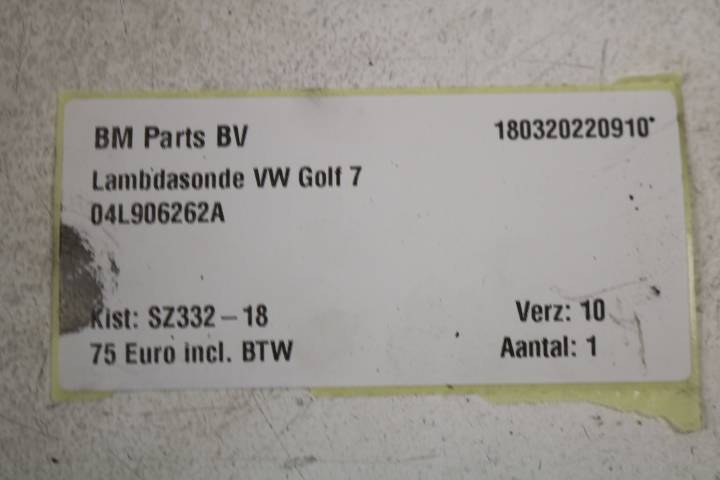 BM Parts BV 180320220910*
Lambdasonde VW Golf 7
04L906262A
Kist: SZ332-18 Verz: 10
75 Euro incl. BTW Aantal: 1